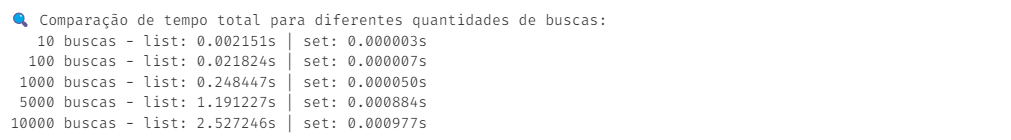 🔍 Comparação de tempo total para diferentes quantidades de buscas:
   10 buscas - list: 0.002151s | set: 0.000003s
  100 buscas - list: 0.021824s | set: 0.000007s
 1000 buscas - list: 0.248447s | set: 0.000050s
 5000 buscas - list: 1.191227s | set: 0.000884s
10000 buscas - list: 2.527246s | set: 0.000977s